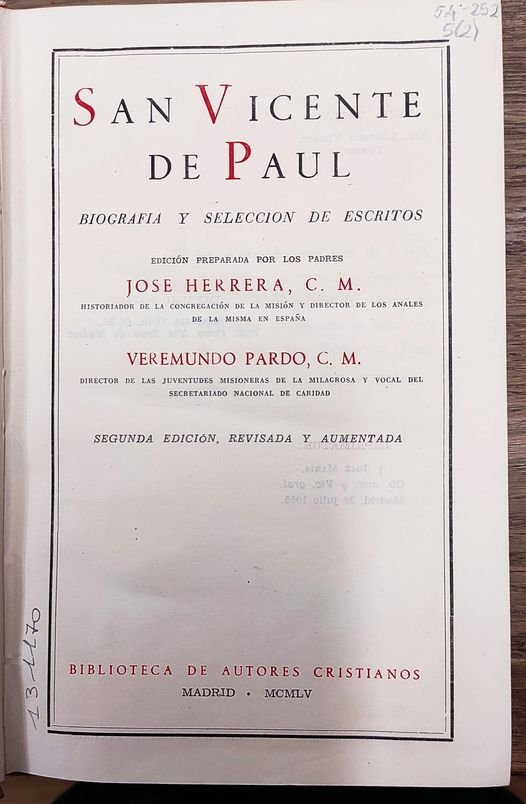 54-252
5(2)
SAN VICENTE
DE PAUL
BIOGRAFIA Y SELECCION DE ESCRITOS
EDICIÓN PREPARADA POR LOS PADRES
JOSE HERRERA, C. M.
HISTORIADOR DE LA CONGREGACIÓN DE LA MISIÓN Y DIRECTOR DE LOS ANALES
DE LA MISMA EN ESPAÑA
VEREMUNDO PARDO, C. M.
DIRECTOR DE LAS JUVENTUDES MISIONERAS DE LA MILAGROSA Y VOCAL DEL
SECRETARIADO NACIONAL DE CARIDAD
SEGUNDA EDICIÓN, REVISADA Y AUMENTADA
BIBLIOTECA DE AUTORES CRISTIANOS
MADRID • MCMLV
13-1170